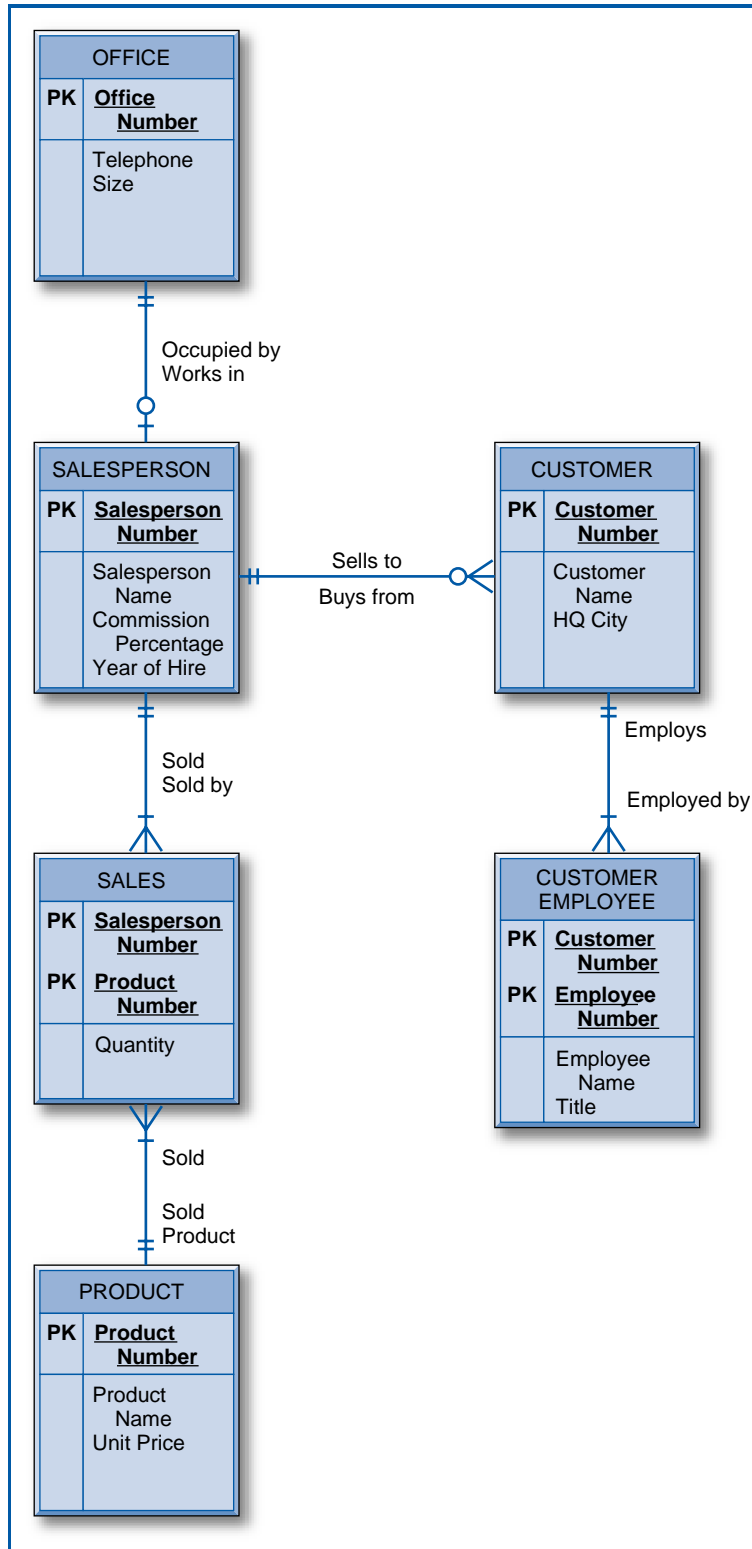 OFFICE
PK Office
Number
Telephone
Size
Occupied by
Works in
SALESPERSON
PK Salesperson
Number
Salesperson
Name
Commission
Percentage
Year of Hire
Sells to
Buys from
CUSTOMER
PK Customer
Number
Customer
Name
HQ City
Sold
Sold by
Employs
Employed by
SALES
PK Salesperson
Number
PK Product
Number
Quantity
CUSTOMER
EMPLOYEE
PK Customer
Number
PK Employee
Number
Employee
Name
Title
Sold
Sold
Product
PRODUCT
PK Product
Number
Product
Name
Unit Price